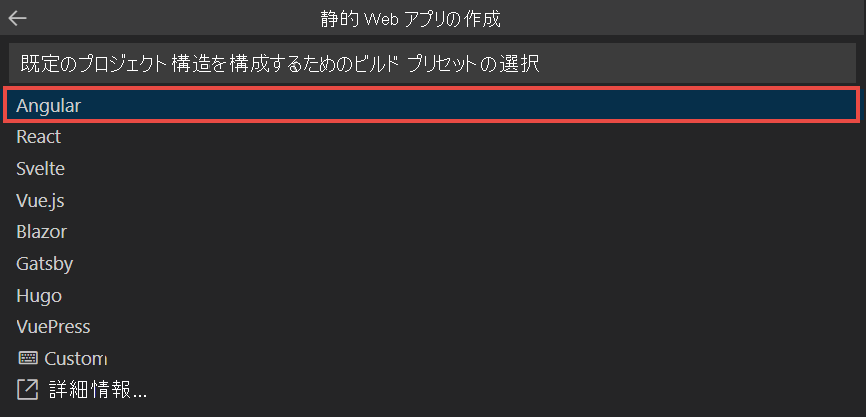 静的 Web アプリの作成
既定のプロジェクト構造を構成するためのビルド プリセットの選択
Angular
React
Svelte
Vue.js
Blazor
Gatsby
Hugo
VuePress
Custom
詳細情報...